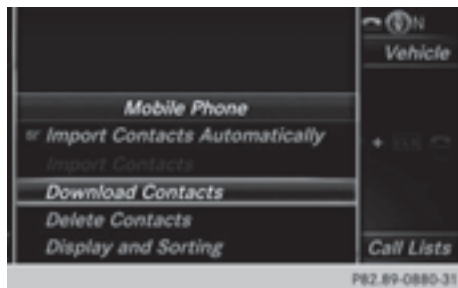 N
Vehicle
Mobile Phone
Import Contacts Automatically
Import Contacts
Download Contacts
Delete Contacts
Display and Sorting
Call Lists
P82.89-0880-31